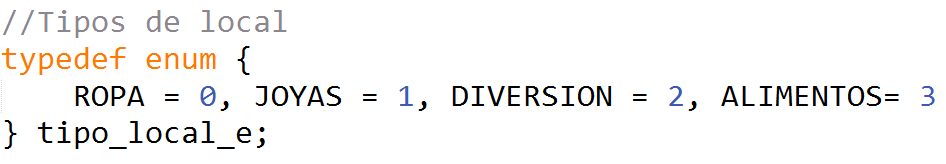 //Tipos de local
typedef enum {
    ROPA = 0, JOYAS = 1, DIVERSION = 2, ALIMENTOS= 3
} tipo_local_e;